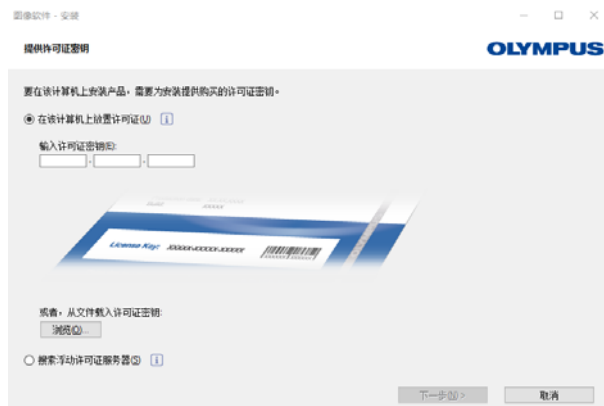 图像软件 - 安装
提供许可证密钥
OLYMPUS
要在该计算机上安装产品，需要为安装提供购买的许可证密钥。
在该计算机上放置许可证(U)
输入许可证密钥(E):
- -
License Key: XXXXX-XXXXX-XXXXX
或者，从文件载入许可证密钥:
浏览(O)...
搜索浮动许可证服务器(S)
下一步(N) >
取消